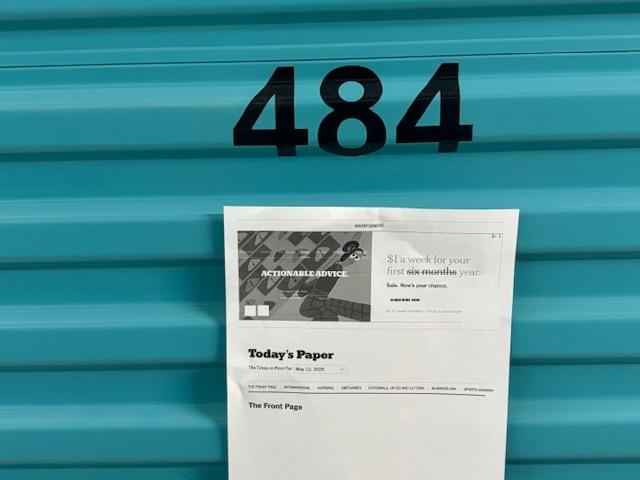 484
ADVERTISEMENT
ACTIONABLE ADVICE.
$1 a week for your
first six months year.
Sale. Now's your chance.
SUBSCRIBE NOW
Today's Paper
The Times in Print For May 12, 2025
THE FRONT PAGE INTERNATIONAL NATIONAL OBITUARIES EDITORIALS, OP-ED AND LETTERS BUSINESS DAY SPORTS MONDAY
The Front Page